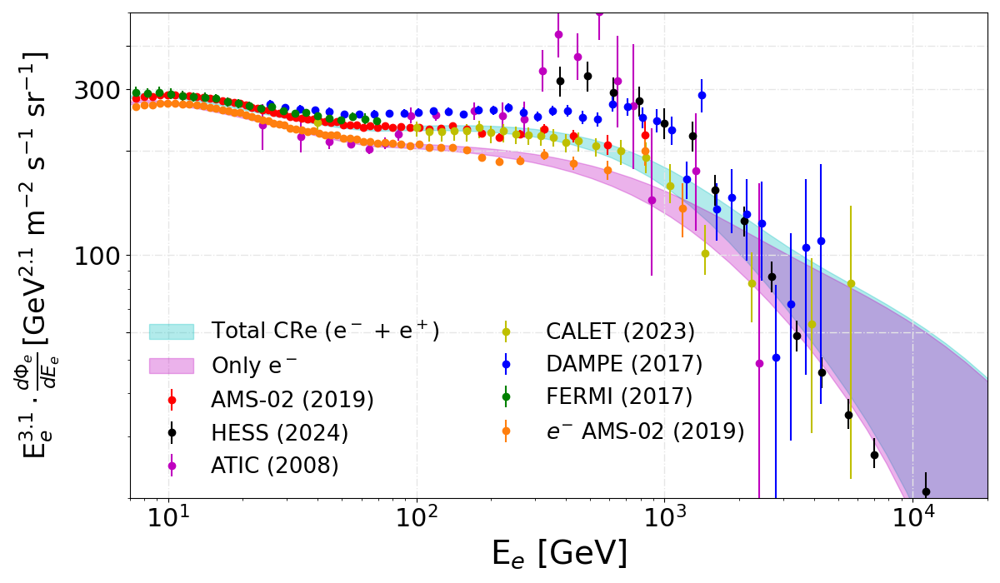 300
100
E_e^{3.1} · dΦ_e/dE_e [GeV^{2.1} m^{−2} s^{−1} sr^{−1}]
Total CRe (e^− + e^+)
Only e^−
AMS-02 (2019)
HESS (2024)
ATIC (2008)
CALET (2023)
DAMPE (2017)
FERMI (2017)
e^− AMS-02 (2019)
10^1
10^2
10^3
10^4
E_e [GeV]